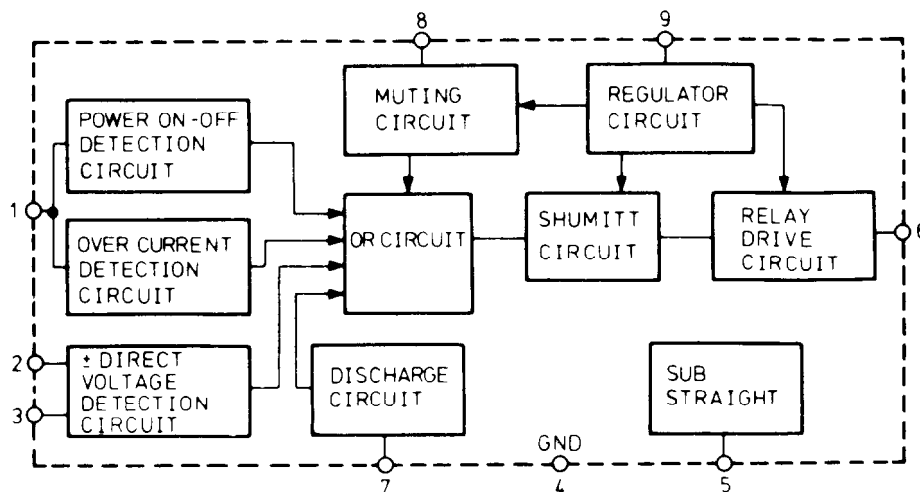 8
9
MUTING
CIRCUIT
REGULATOR
CIRCUIT
POWER ON-OFF
DETECTION
CIRCUIT
1
OVER CURRENT
DETECTION
CIRCUIT
OR CIRCUIT
SHUMITT
CIRCUIT
RELAY
DRIVE
CIRCUIT
6
2
3
± DIRECT
VOLTAGE
DETECTION
CIRCUIT
DISCHARGE
CIRCUIT
SUB
STRAIGHT
GND
7
4
5